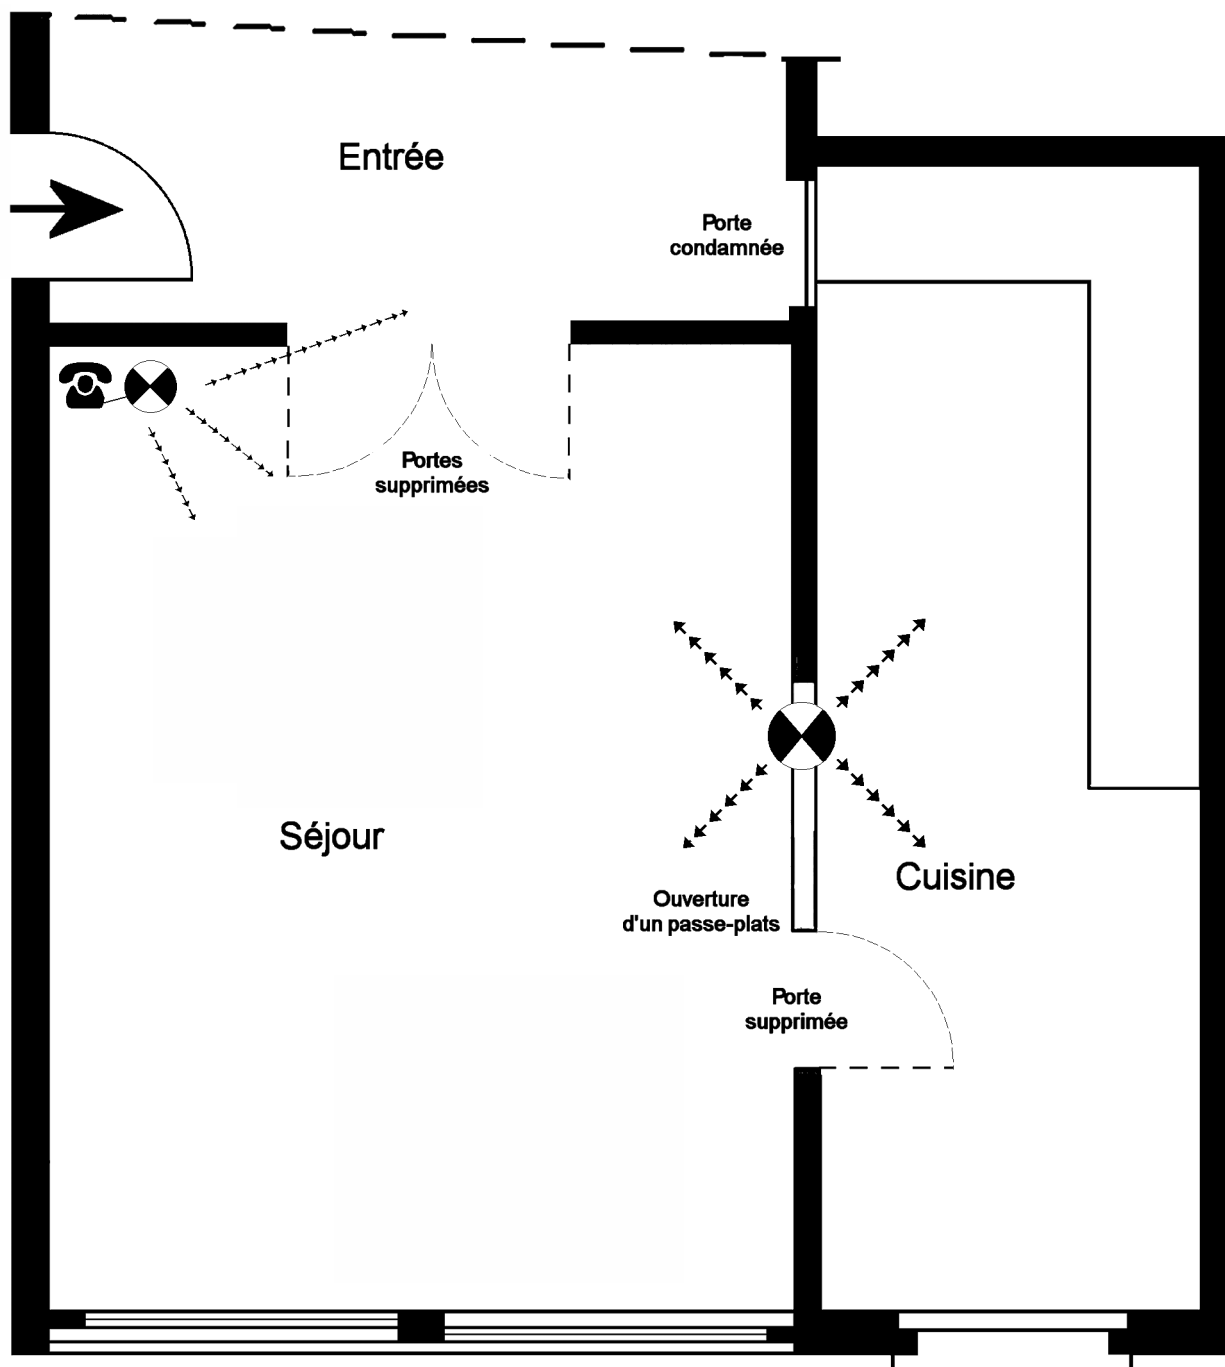 Entrée
Porte
condamnée
Portes
supprimées
Séjour
Cuisine
Ouverture
d'un passe-plats
Porte
supprimée